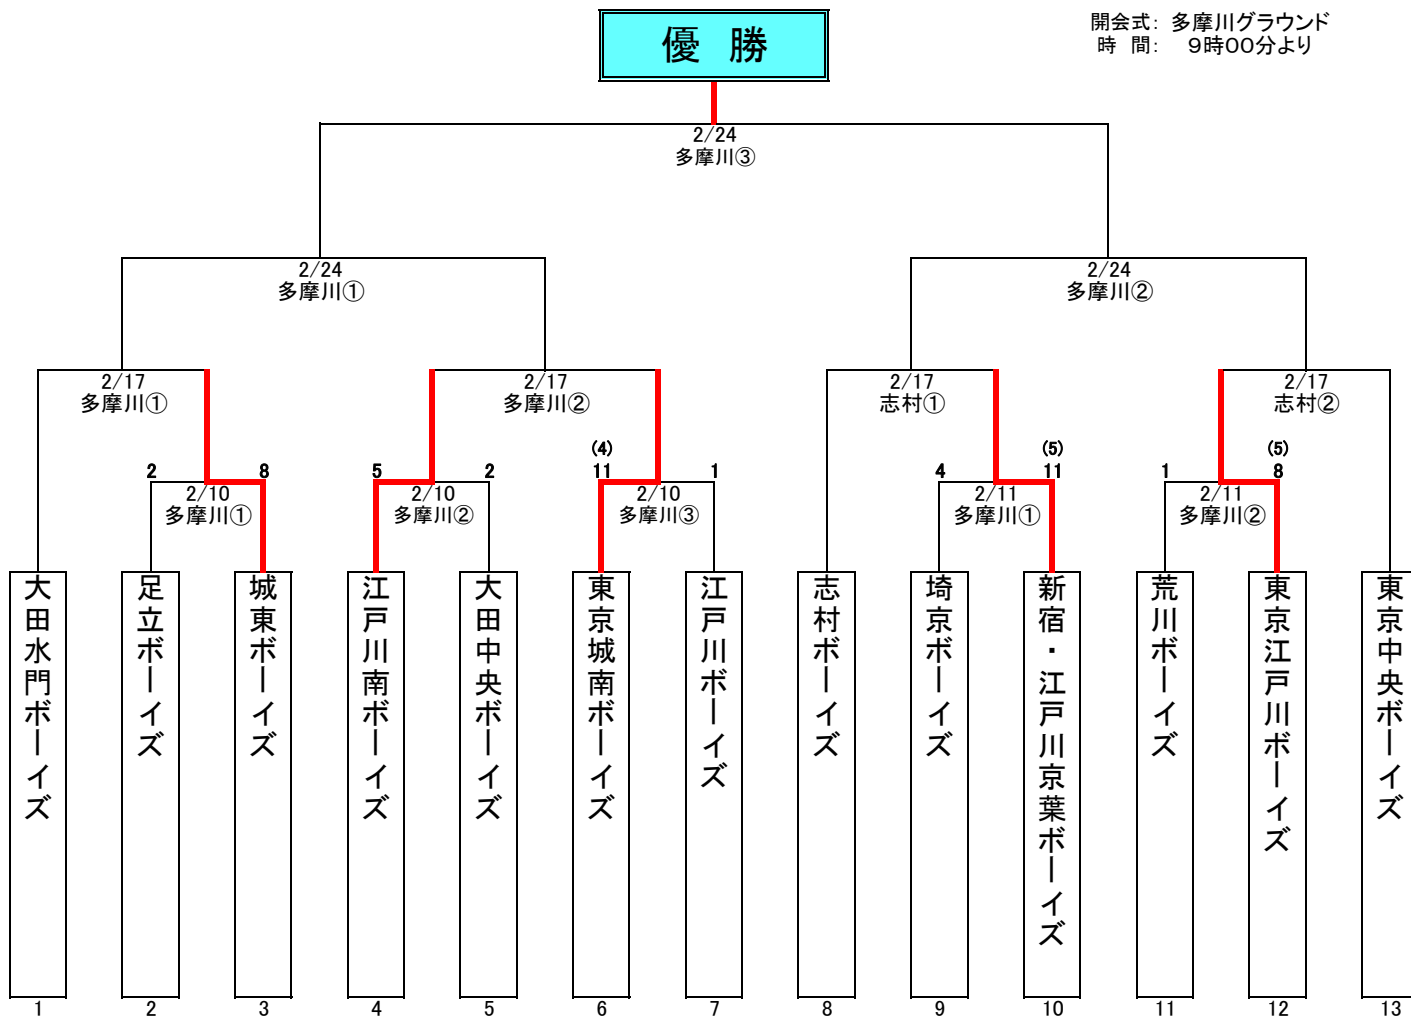 優 勝
開会式: 多摩川グラウンド
時 間: 9時00分より
2/24
多摩川③
2/24
多摩川①
2/24
多摩川②
2/17
多摩川①
2/17
多摩川②
2/17
志村①
2/17
志村②
(4)
(5)
(5)
2 8 5 2 11 1 4 11 1 8
2/10
多摩川①
2/10
多摩川②
2/10
多摩川③
2/11
多摩川①
2/11
多摩川②
大田水門ボーイズ
足立ボーイズ
城東ボーイズ
江戸川南ボーイズ
大田中央ボーイズ
東京城南ボーイズ
江戸川ボーイズ
志村ボーイズ
埼京ボーイズ
新宿・江戸川京葉ボーイズ
荒川ボーイズ
東京江戸川ボーイズ
東京中央ボーイズ
1 2 3 4 5 6 7 8 9 10 11 12 13